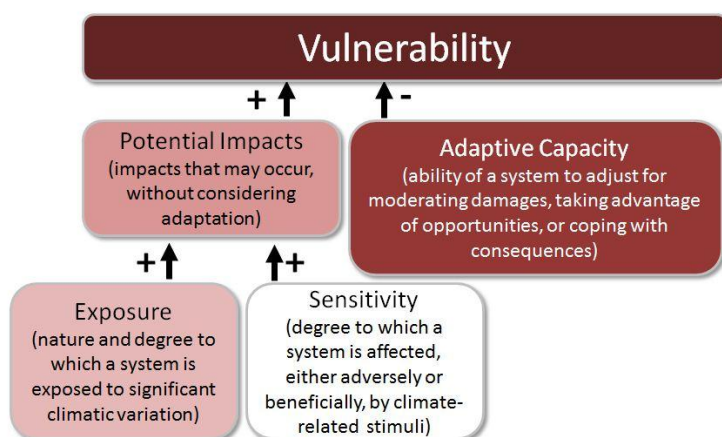 Vulnerability
+
-
Potential Impacts
(impacts that may occur,
without considering
adaptation)
Adaptive Capacity
(ability of a system to adjust for
moderating damages, taking advantage
of opportunities, or coping with
consequences)
+
+
Exposure
(nature and degree to
which a system is
exposed to significant
climatic variation)
Sensitivity
(degree to which a
system is affected,
either adversely or
beneficially, by climate-
related stimuli)